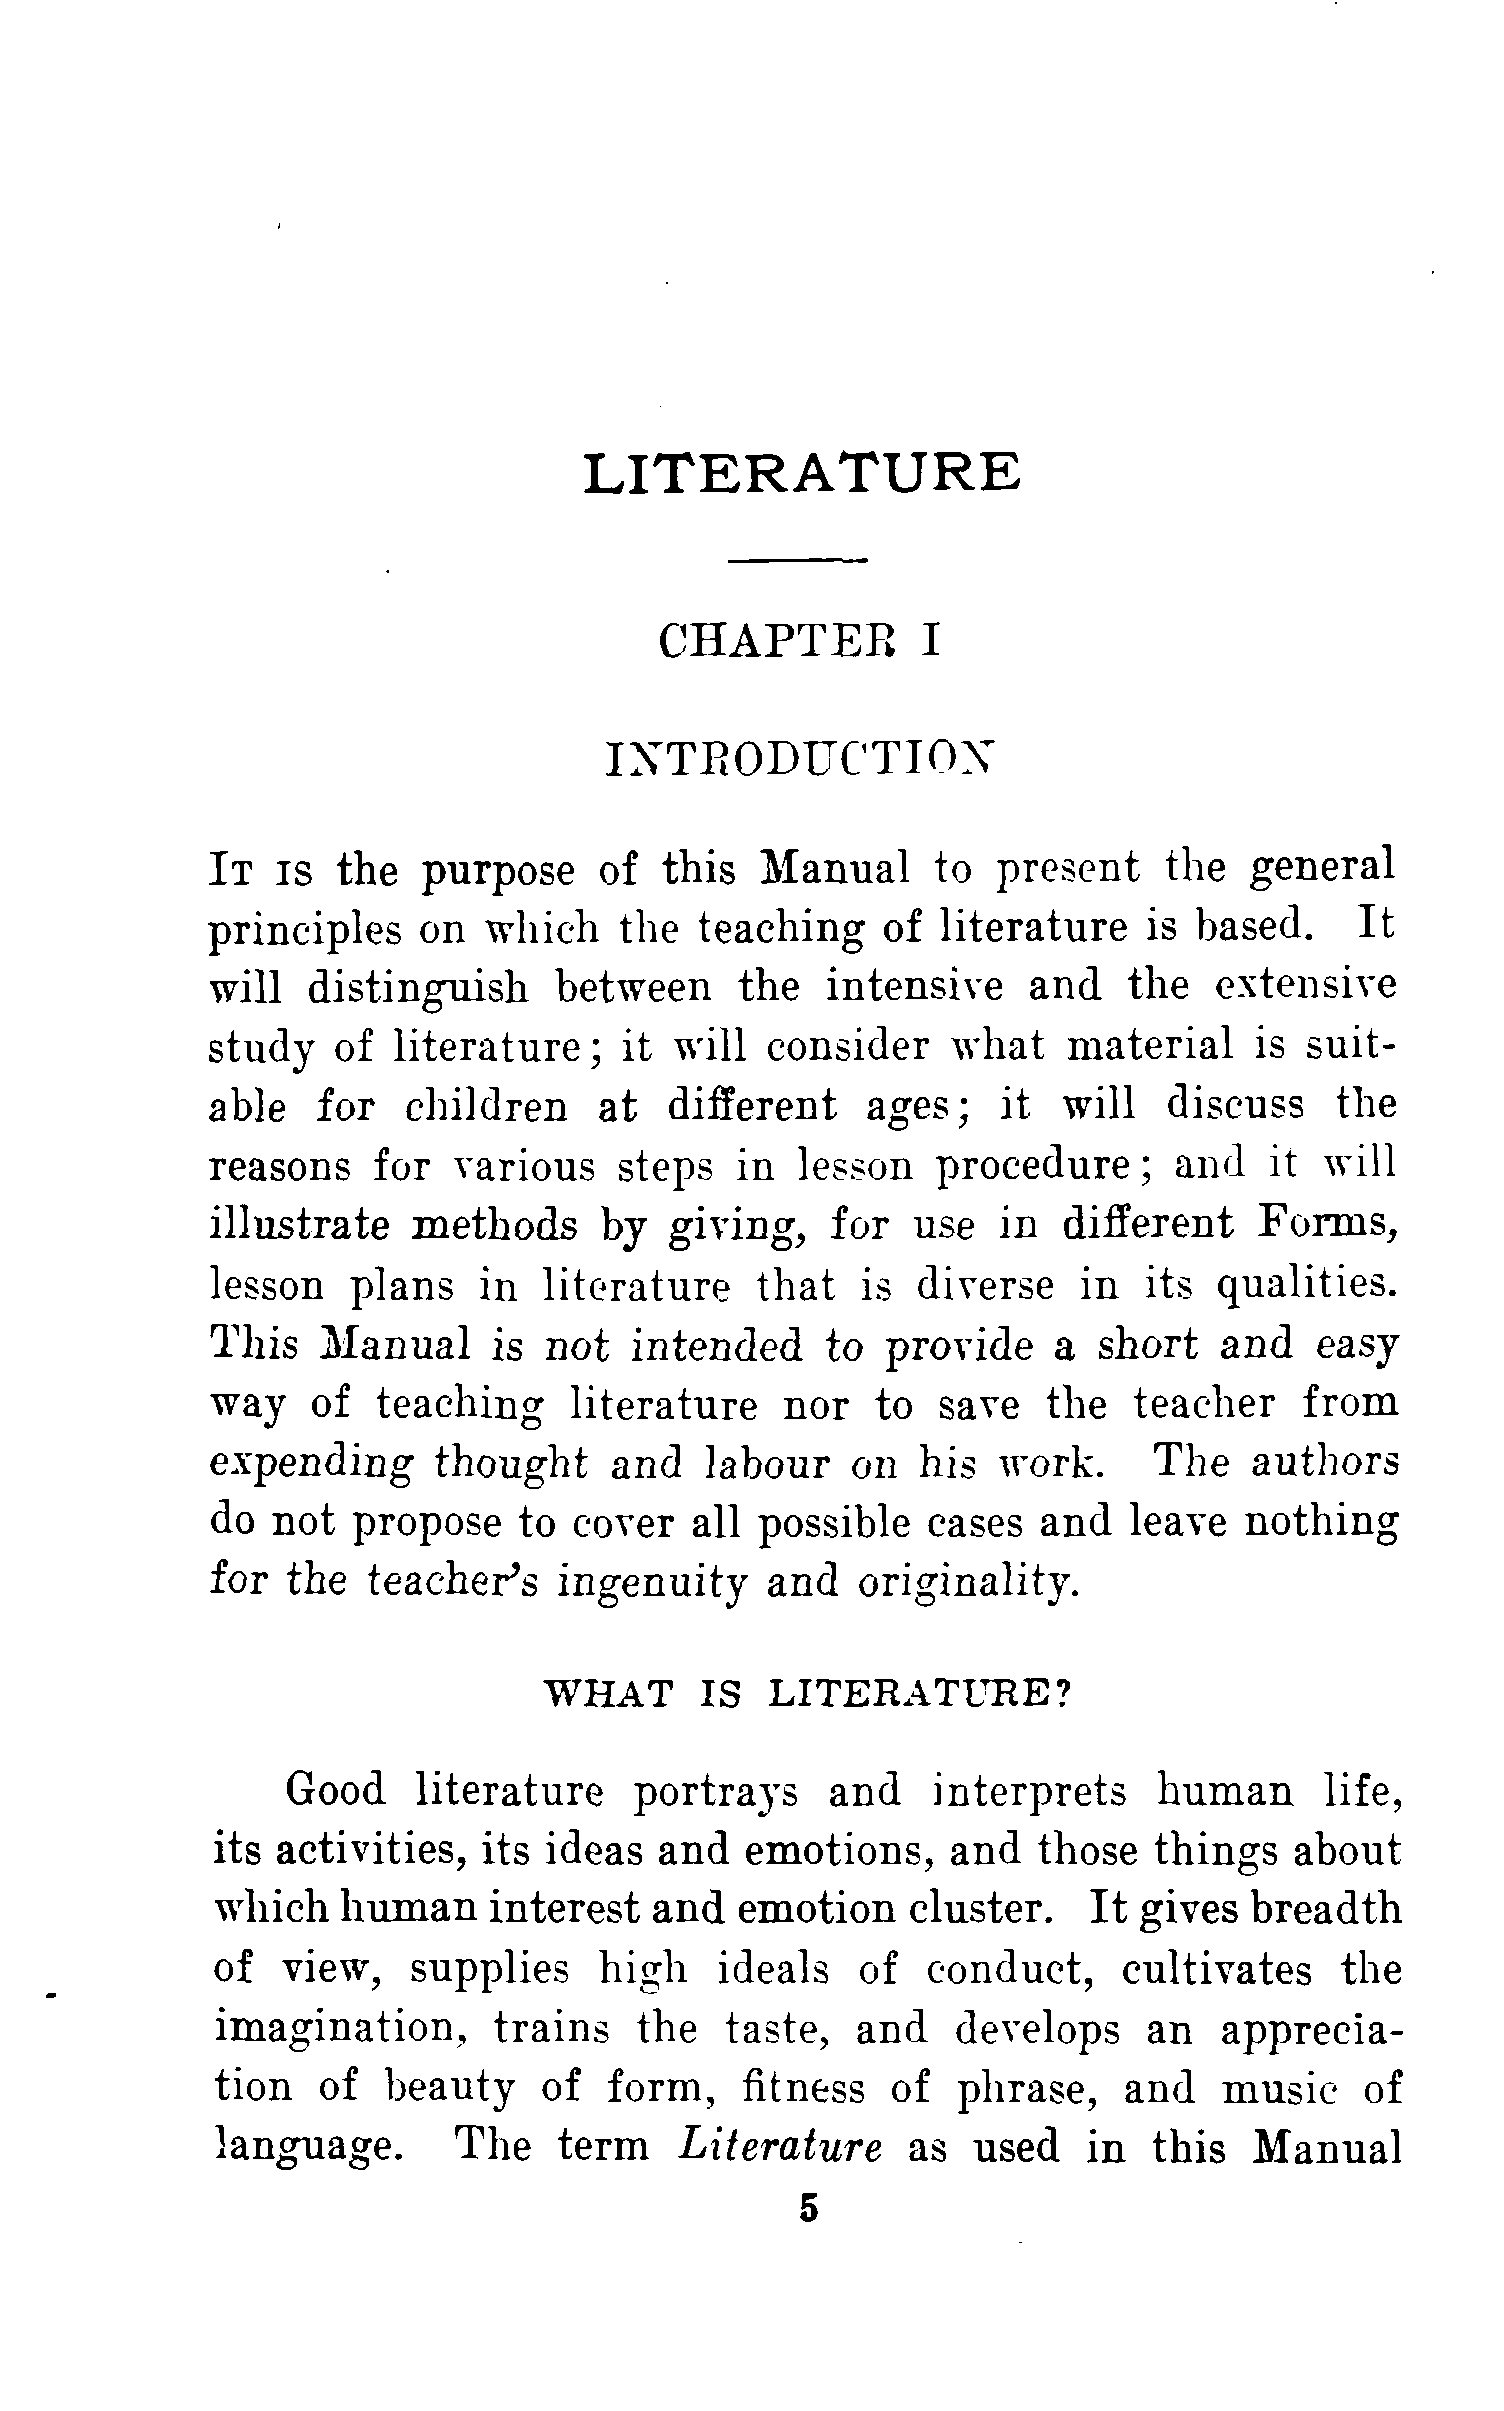 LITERATURE
CHAPTER I
INTRODUCTION
IT IS the purpose of this Manual to present the general
principles on which the teaching of literature is based. It
will distinguish between the intensive and the extensive
study of literature; it will consider what material is suit-
able for children at different ages; it will discuss the
reasons for various steps in lesson procedure; and it will
illustrate methods by giving, for use in different Forms,
lesson plans in literature that is diverse in its qualities.
This Manual is not intended to provide a short and easy
way of teaching literature nor to save the teacher from
expending thought and labour on his work. The authors
do not propose to cover all possible cases and leave nothing
for the teacher's ingenuity and originality.
WHAT IS LITERATURE?
Good literature portrays and interprets human life,
its activities, its ideas and emotions, and those things about
which human interest and emotion cluster. It gives breadth
of view, supplies high ideals of conduct, cultivates the
imagination, trains the taste, and develops an apprecia-
tion of beauty of form, fitness of phrase, and music of
language. The term Literature as used in this Manual
5